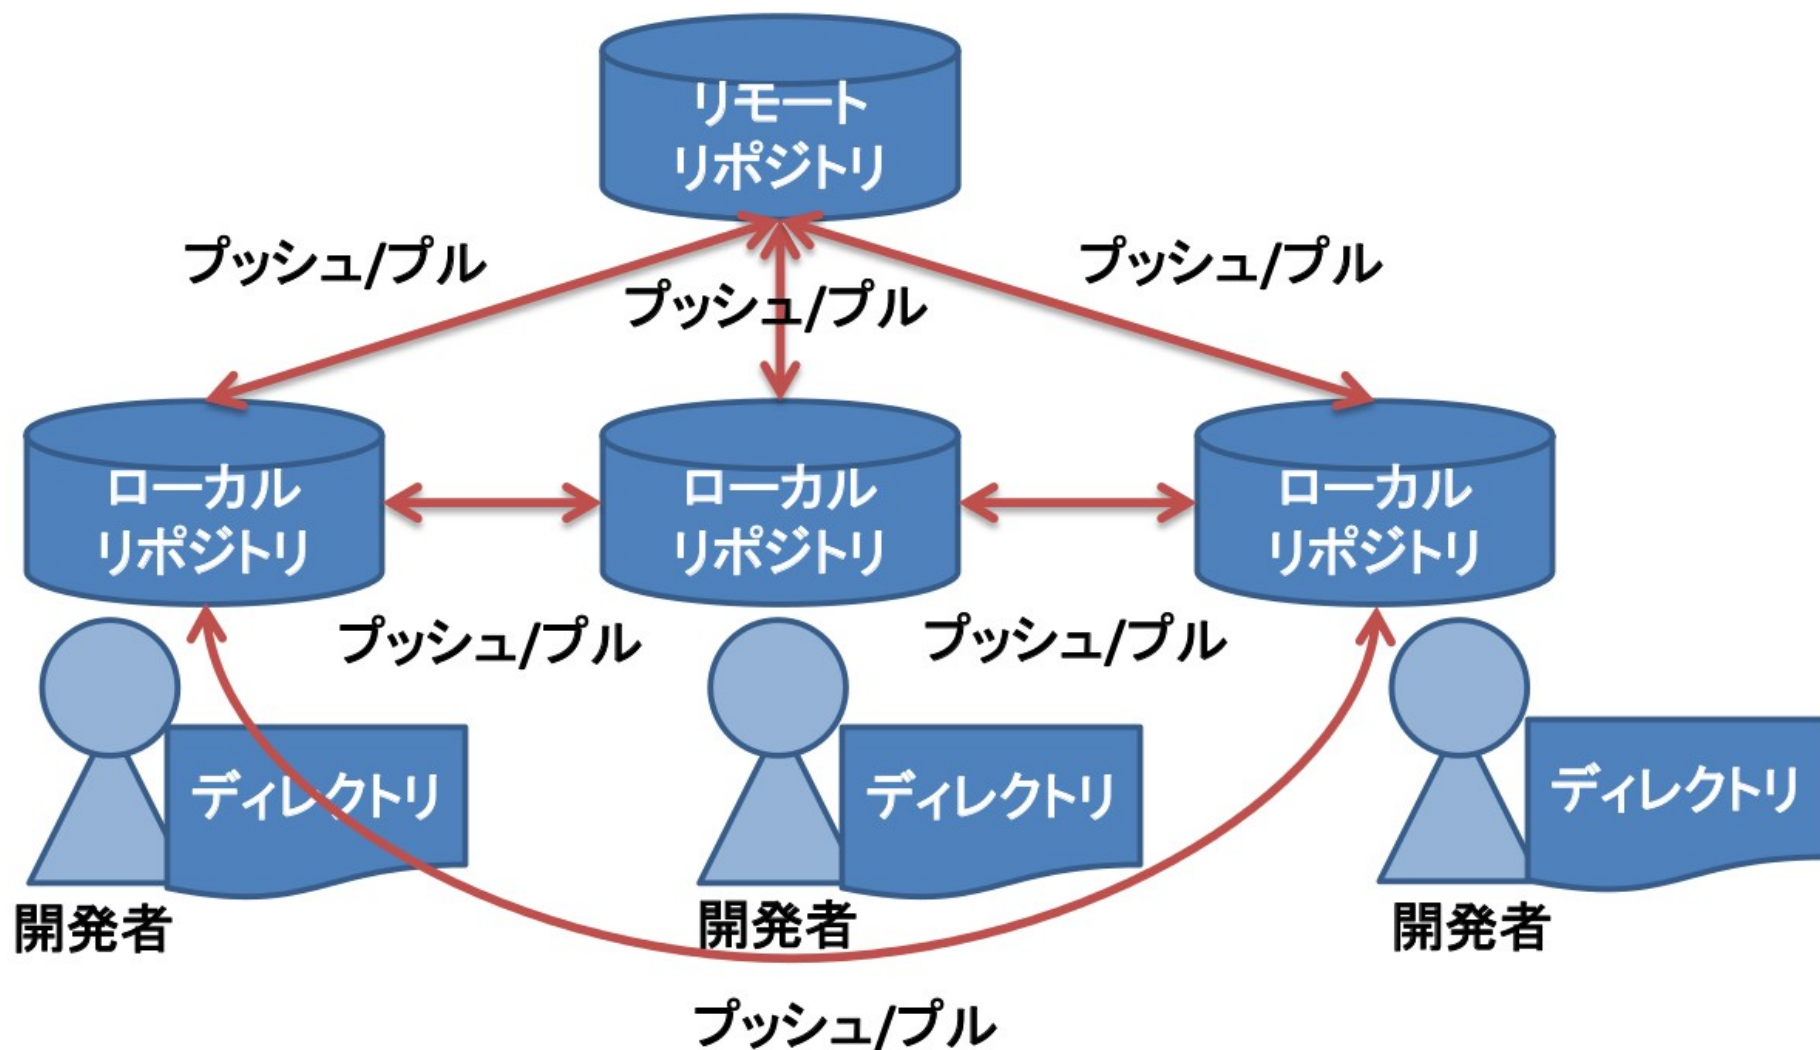 リモート
リポジトリ
プッシュ/プル
プッシュ/プル
プッシュ/プル
ローカル
リポジトリ
ローカル
リポジトリ
ローカル
リポジトリ
プッシュ/プル
プッシュ/プル
ディレクトリ
ディレクトリ
ディレクトリ
開発者
開発者
開発者
プッシュ/プル